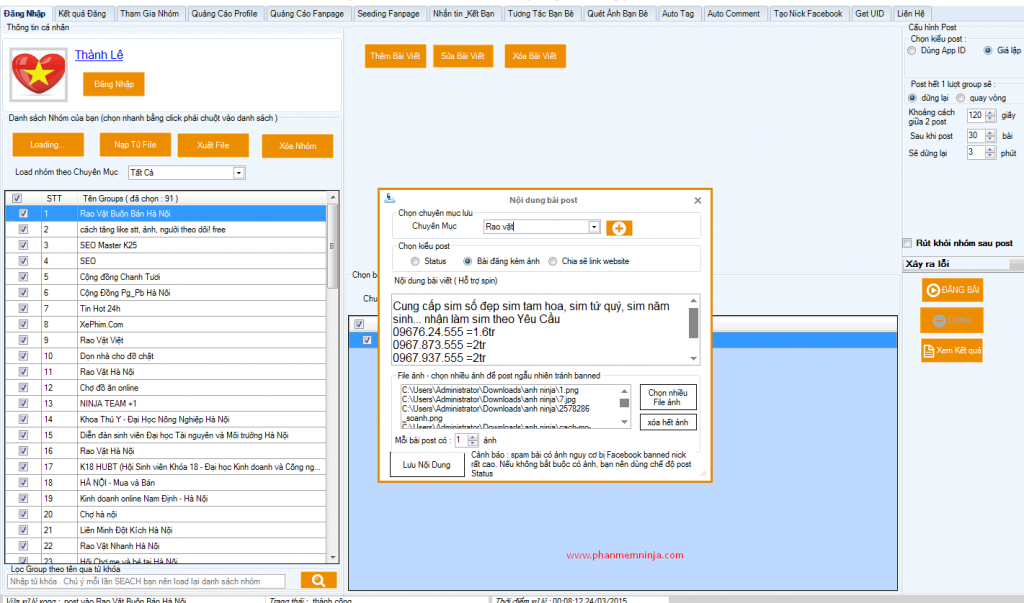 Đăng Nhập Kết quả Đăng Tham Gia Nhóm Quảng Cáo Profile Quảng Cáo Fanpage Seeding Fanpage Nhắn tin _Kết Bạn Tương Tác Bạn Bè Quét Ảnh Bạn Bè Auto Tag Auto Comment Tạo Nick Facebook Get UID Liên Hệ
Thông tin cá nhân
Thành Lê
Đăng Nhập
Danh sách Nhóm của bạn (chọn nhanh bằng click phải chuột vào danh sách )
Loading... Nạp Từ File Xuất File Xóa Nhóm
Load nhóm theo Chuyên Mục Tất Cả
STT Tên Groups ( đã chọn : 91 )
1 Rao Vặt Buôn Bán Hà Nội
2 cách tăng like stt, ảnh, người theo dõi! free
3 SEO Master K25
4 SEO
5 Cộng đồng Chanh Tươi
6 Cộng Đồng Pg_Pb Hà Nội
7 Tin Hot 24h
8 XePhim.Com
9 Rao Vặt Việt
10 Dọn nhà cho đỡ chật
11 Rao Vặt Hà Nội
12 Chợ đồ ăn online
13 NINJA TEAM +1
14 Khoa Thú Y - Đại Học Nông Nghiệp Hà Nội
15 Diễn đàn sinh viên Đại học Tài nguyên và Môi trường Hà Nội
16 Rao Vặt Hà Nội
17 K18 HUBT (Hội Sinh viên Khóa 18 - Đại học Kinh doanh và Công ng...
18 HÀ NỘI - Mua và Bán
19 Kinh doanh online Nam Định - Hà Nội
20 Chợ hà nội
21 Liên Minh Đột Kích Hà Nội
22 Rao Vặt Nhanh Hà Nội
23 Hội Chợ mẹ và bé tại Hà Nội
Lọc Group theo tên qua từ khóa
Nhập từ khóa . Chú ý mỗi lần SEACH bạn nên load lại danh sách nhóm
Vừa xử lý xong : post vào Rao Vặt Buôn Bán Hà Nội Trạng thái : thành công Thời điểm xử lí : 00:08:12 24/03/2015
Thêm Bài Viết Sửa Bài Viết Xóa Bài Viết
Chọn b
Chu
Nội dung bài post
Chọn chuyên mục lưu
Chuyên Mục Rao vặt
Chọn kiểu post
Status Bài đăng kèm ảnh Chia sẻ link website
Nội dung bài viết ( Hỗ trợ spin)
Cung cấp sim số đẹp sim tam hoa, sim tứ quý, sim năm
sinh... nhận làm sim theo Yêu Cầu
09676.24.555 =1.6tr
0967.873.555 =2tr
0967.937.555 =2tr
File ảnh - chọn nhiều ảnh để post ngẫu nhiên tránh banned
C:\Users\Administrator\Downloads\anh ninja\1.png
C:\Users\Administrator\Downloads\anh ninja\7.jpg
C:\Users\Administrator\Downloads\anh ninja\2578286
_soanh.png
C:\Users\Administrator\Downloads\anh ninja\cach-mo-
Chọn nhiều
File ảnh
xóa hết ảnh
Mỗi bài post có : 1 ảnh
Lưu Nội Dung
Cảnh báo : spam bài có ảnh nguy cơ bị Facebook banned nick
rất cao. Nếu không bắt buộc có ảnh, bạn nên dùng chế độ post
Status
www.phanmemninja.com
Cấu hình Post
Chọn kiểu post :
Dùng App ID Giả lập
Post hết 1 lượt group sẽ :
dừng lại quay vòng
Khoảng cách
giữa 2 post 120 giây
Sau khi post 30 bài
Sẽ dừng lại 3 phút
Rút khỏi nhóm sau post
Xảy ra lỗi
ĐĂNG BÀI
DỪNG
Xem Kết quả